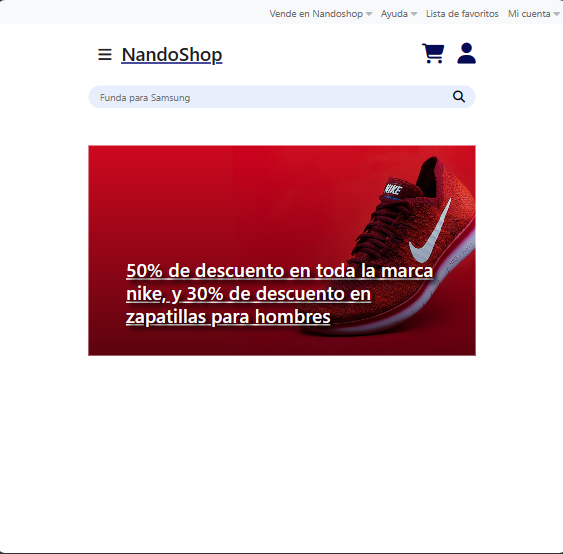 Vende en Nandoshop Ayuda Lista de favoritos Mi cuenta
NandoShop
Funda para Samsung
NIKE
50% de descuento en toda la marca
nike, y 30% de descuento en
zapatillas para hombres